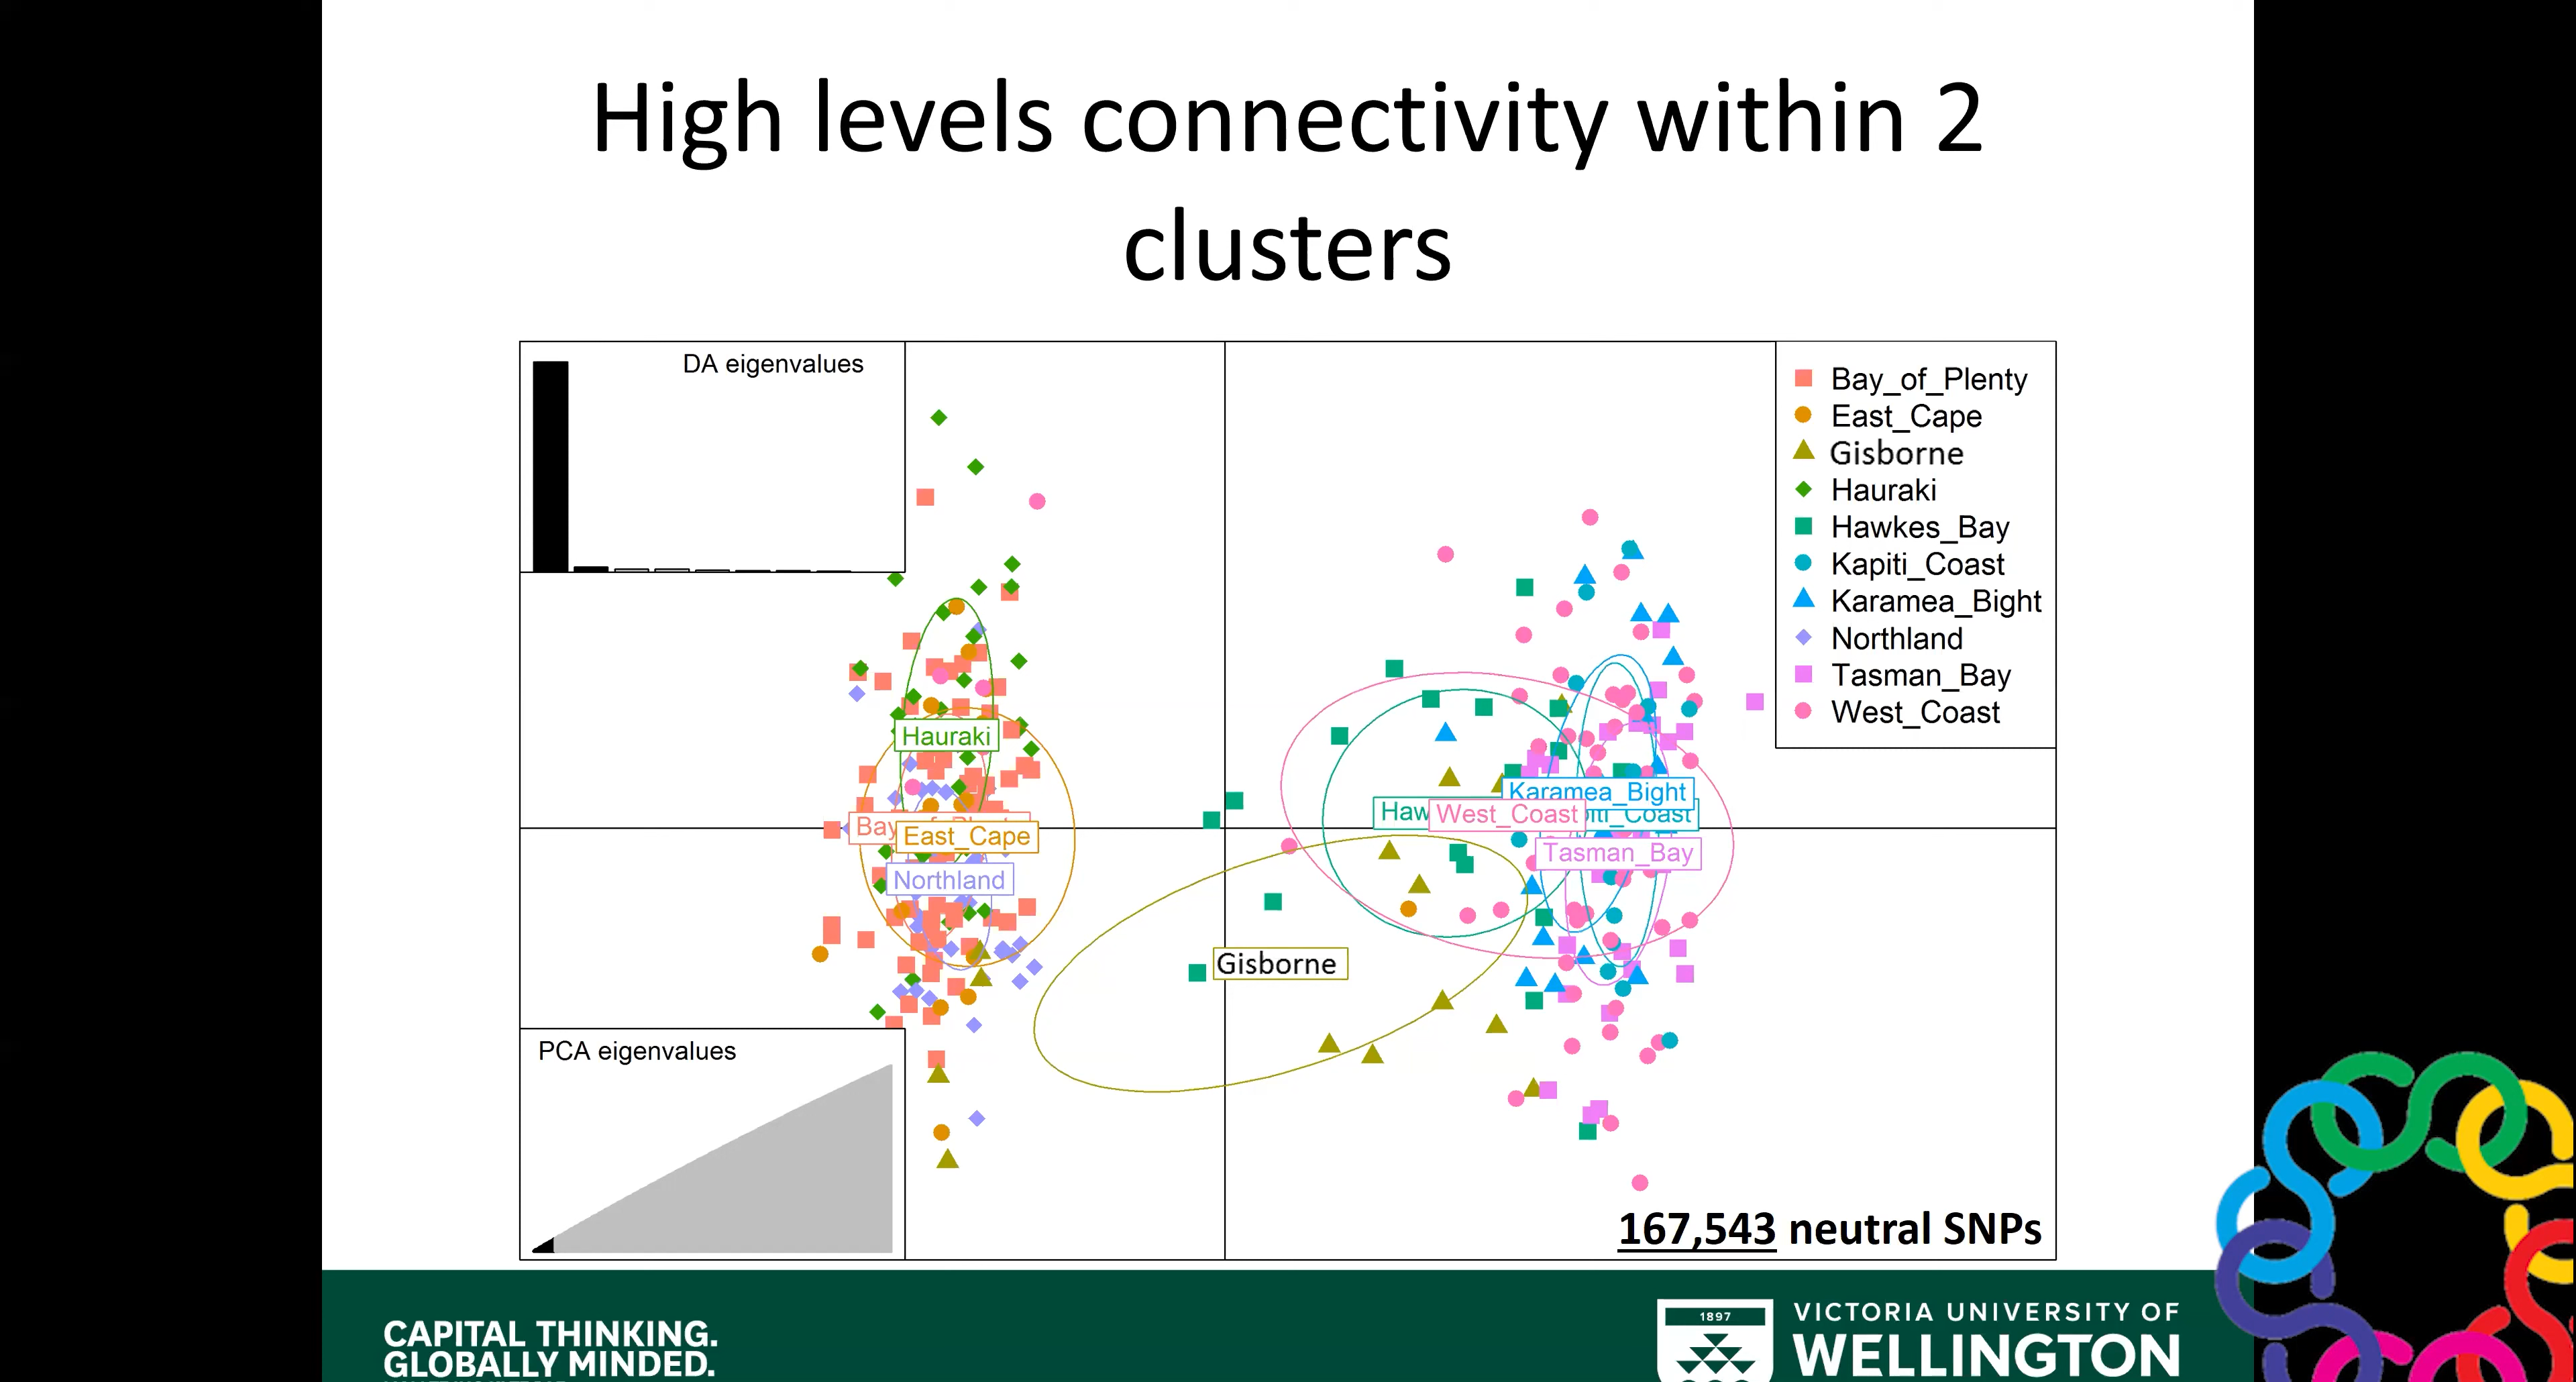 High levels connectivity within 2
clusters
DA eigenvalues
Bay_of_Plenty
East_Cape
Gisborne
Hauraki
Hawkes_Bay
Kapiti_Coast
Karamea_Bight
Northland
Tasman_Bay
West_Coast
Hauraki
East_Cape
Northland
Karamea_Bight
West_Coast
Tasman_Bay
Gisborne
PCA eigenvalues
167,543 neutral SNPs
CAPITAL THINKING.
GLOBALLY MINDED.
1897
VICTORIA UNIVERSITY OF
WELLINGTON